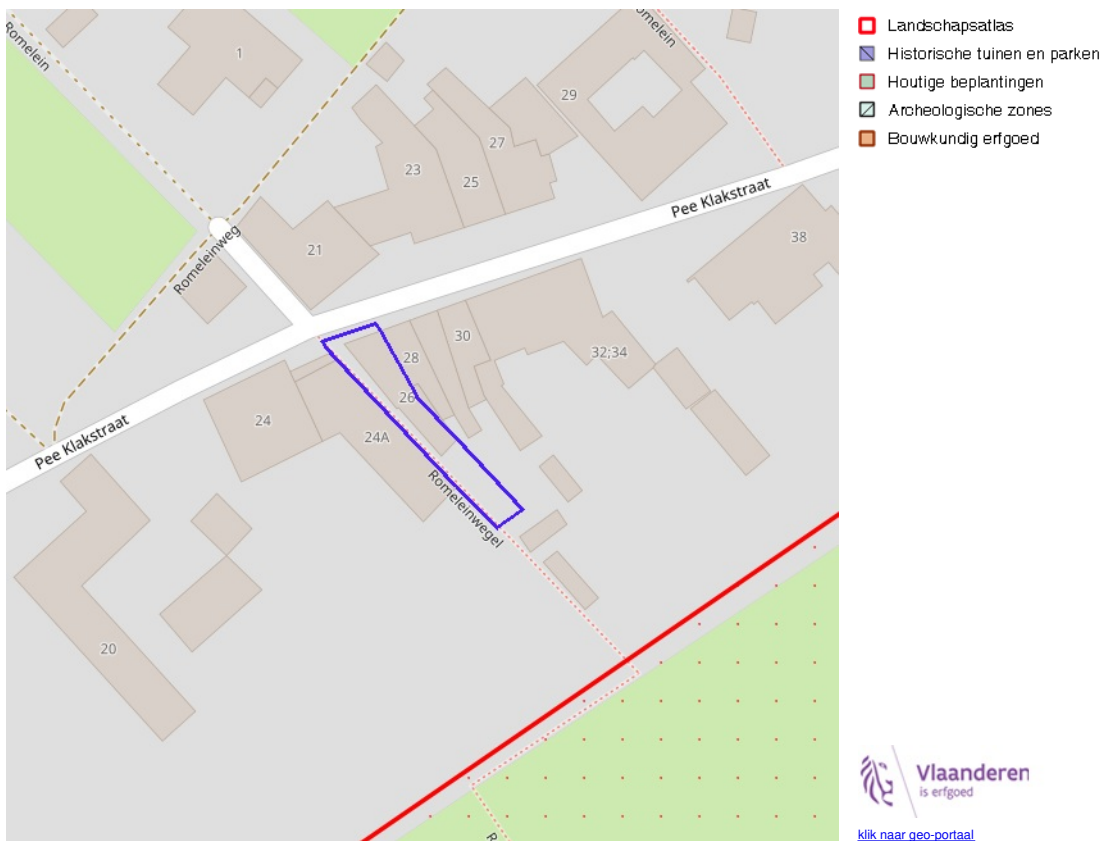 Romelein
1
Romelein
29
27
23
25
Pee Klakstraat
38
Romeleinweg
21
30
28
32;34
26
24
24A
Pee Klakstraat
Romeleinwegel
20
R
Landschapsatlas
Historische tuinen en parken
Houtige beplantingen
Archeologische zones
Bouwkundig erfgoed
Vlaanderen
is erfgoed
klik naar geo-portaal